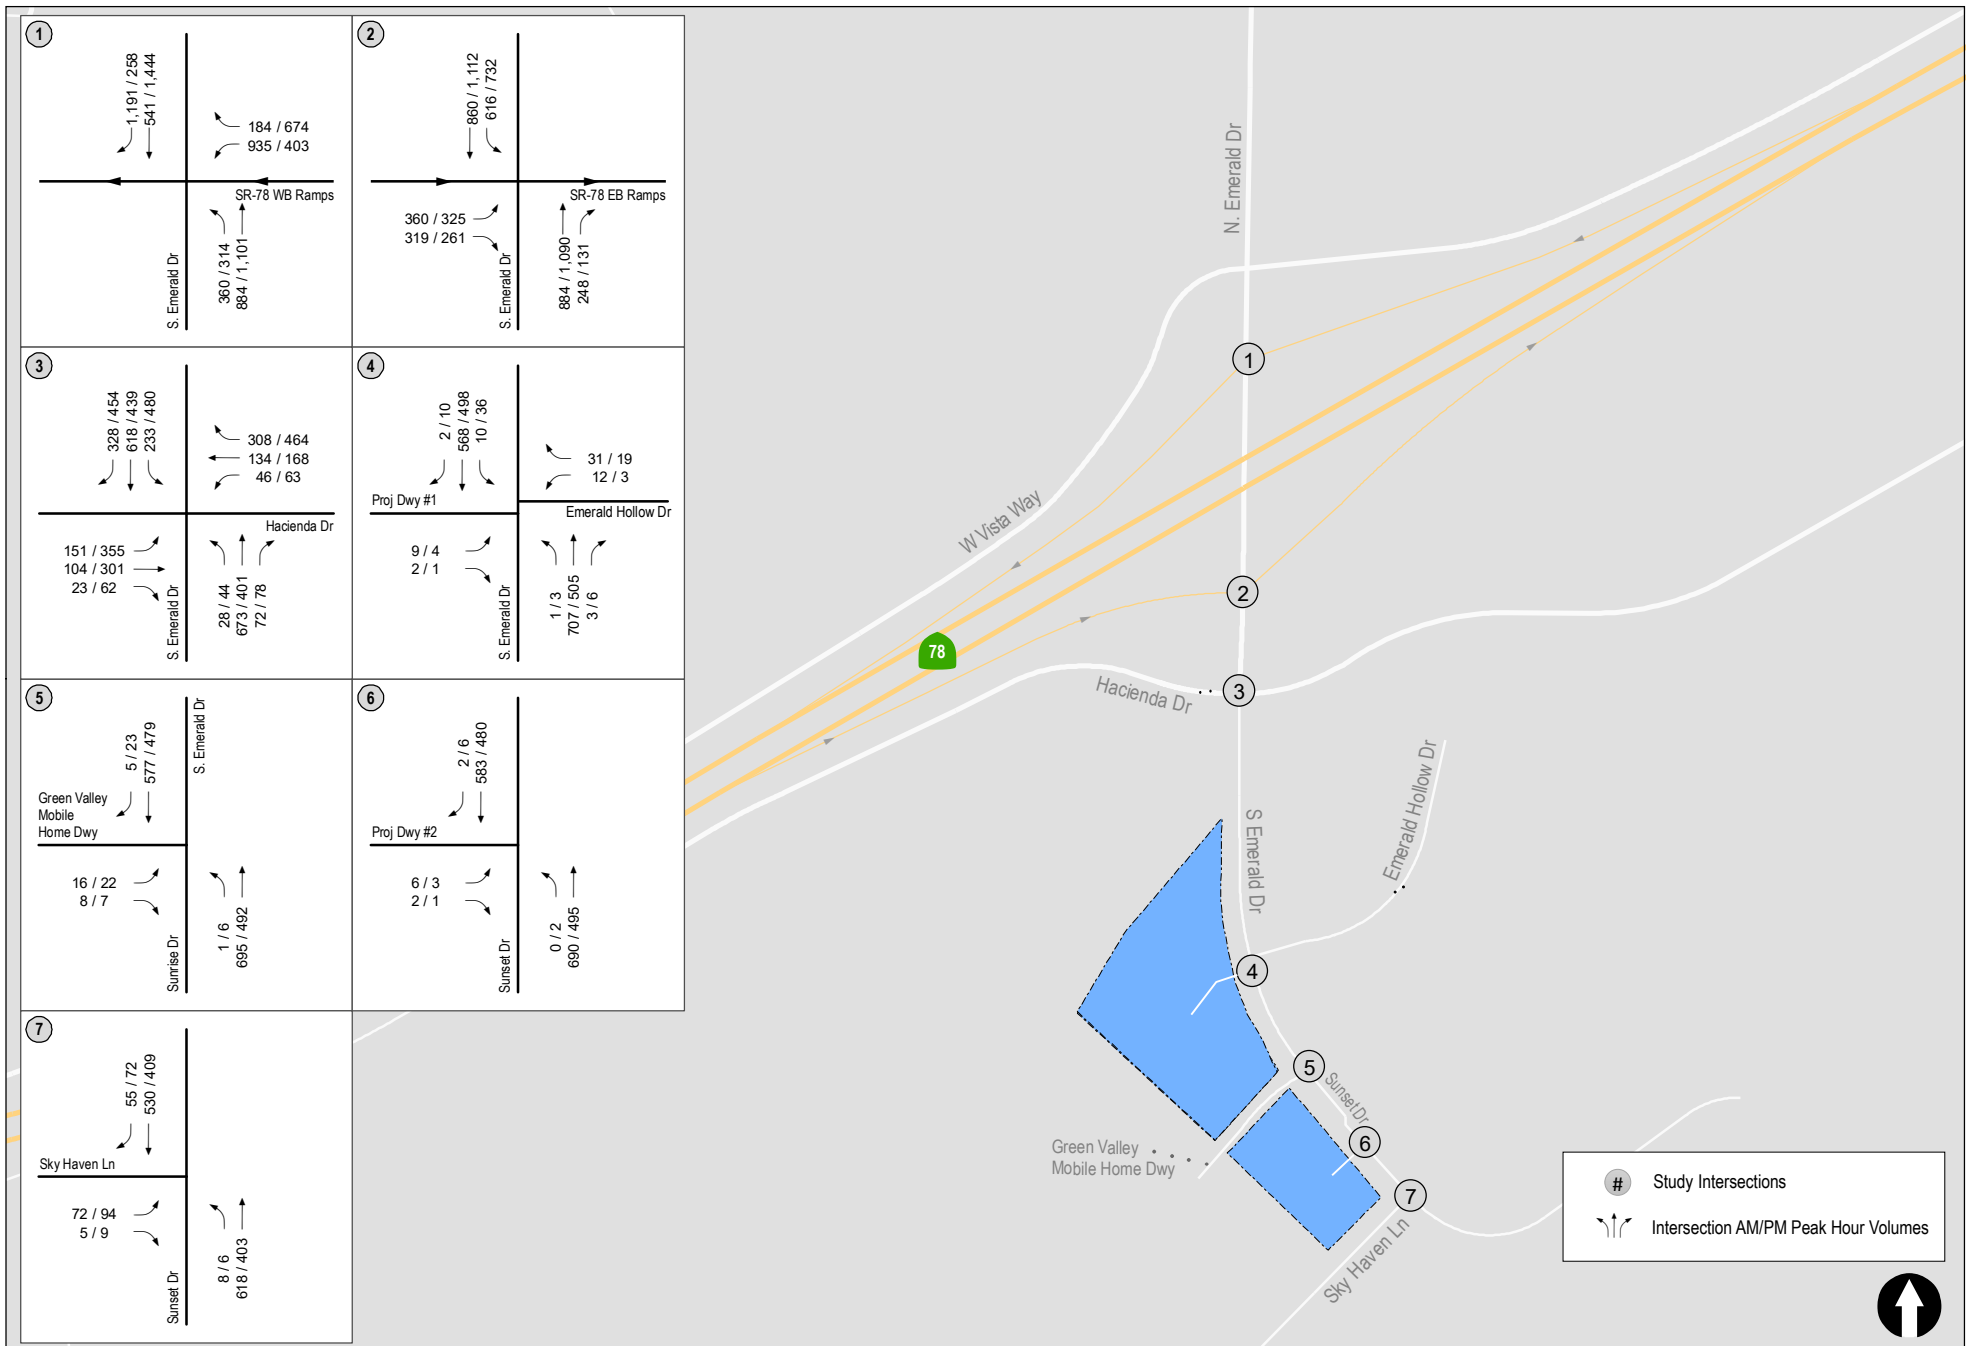 1
1,191 / 258
541 / 1,444
184 / 674
935 / 403
SR-78 WB Ramps
S. Emerald Dr
360 / 314
884 / 1,101
2
860 / 1,112
616 / 732
SR-78 EB Ramps
360 / 325
319 / 261
S. Emerald Dr
884 / 1,090
248 / 131
3
328 / 454
618 / 439
233 / 480
308 / 464
134 / 168
46 / 63
Hacienda Dr
151 / 355
104 / 301
23 / 62
S. Emerald Dr
28 / 44
673 / 401
72 / 78
4
2 / 10
568 / 498
10 / 36
31 / 19
12 / 3
Proj Dwy #1
Emerald Hollow Dr
9 / 4
2 / 1
S. Emerald Dr
1 / 3
707 / 505
3 / 6
5
5 / 23
577 / 479
S. Emerald Dr
Green Valley
Mobile
Home Dwy
16 / 22
8 / 7
Sunrise Dr
1 / 6
695 / 492
6
2 / 6
583 / 480
Proj Dwy #2
6 / 3
2 / 1
Sunset Dr
0 / 2
690 / 495
7
55 / 72
530 / 409
Sky Haven Ln
72 / 94
5 / 9
Sunset Dr
8 / 6
618 / 403
N. Emerald Dr
1
W Vista Way
2
78
Hacienda Dr
3
S Emerald Dr
Emerald Hollow Dr
4
5
Sunset Dr
6
Green Valley
Mobile Home Dwy
7
Sky Haven Ln
# Study Intersections
Intersection AM/PM Peak Hour Volumes